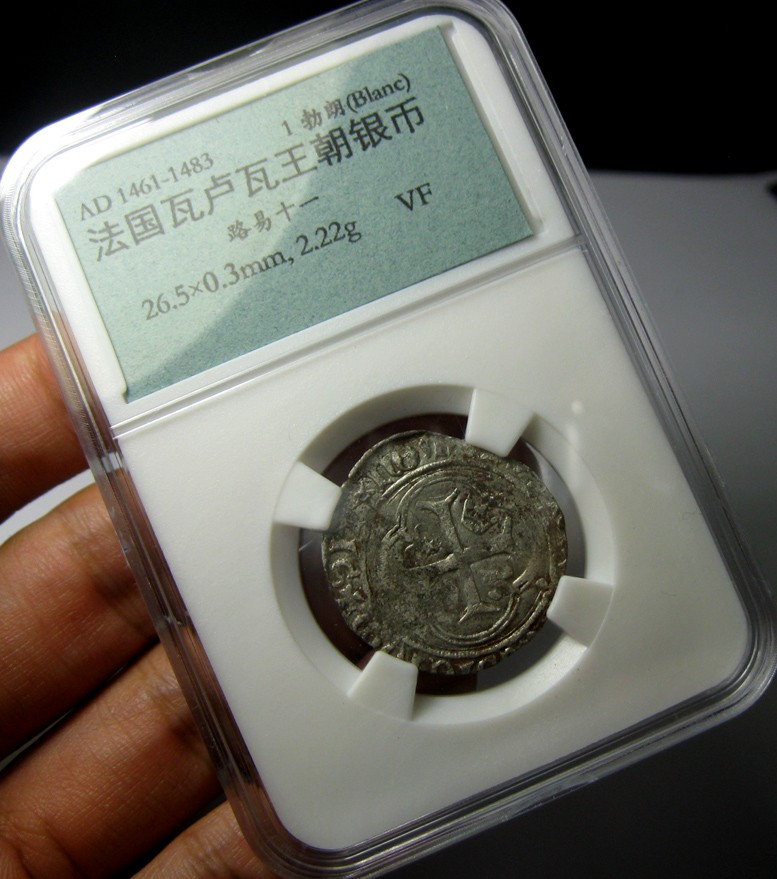 AD 1461-1483 1 勃朗(Blanc)
法国瓦卢瓦王朝银币
路易十一 VF
26.5×0.3mm, 2.22g